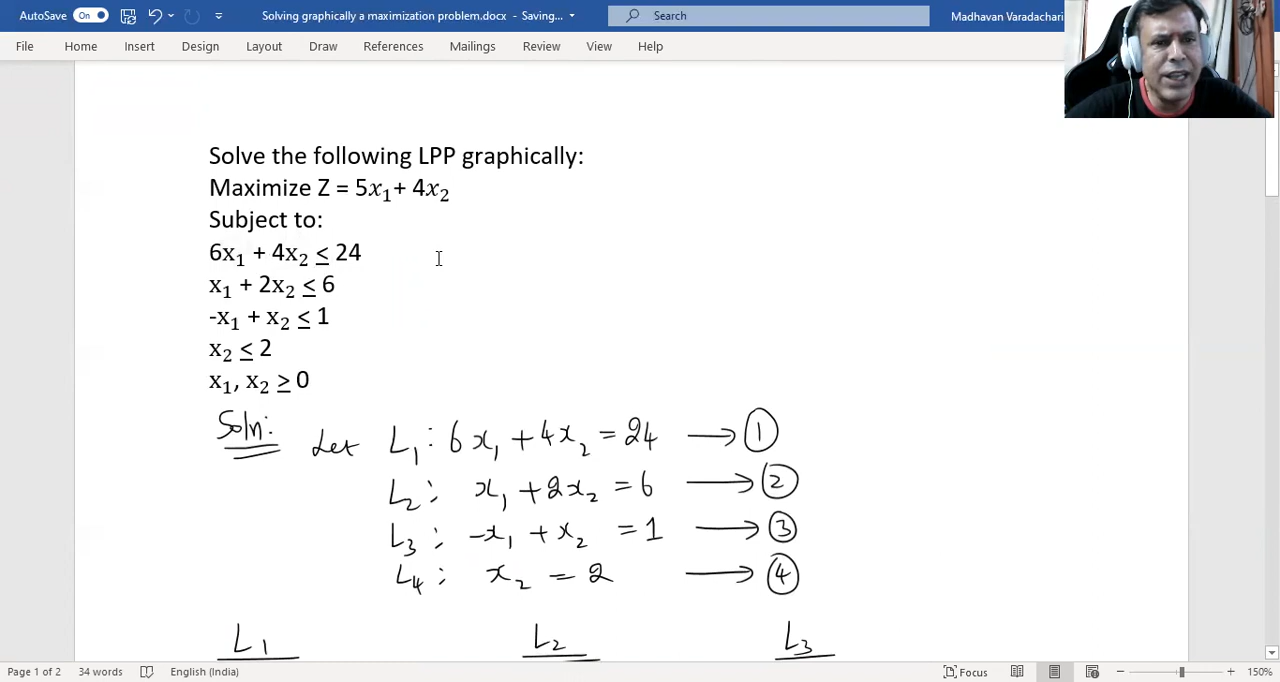 AutoSave On Solving graphically a maximization problem.docx - Saving... Search Madhavan Varadachari
File Home Insert Design Layout Draw References Mailings Review View Help
Solve the following LPP graphically:
Maximize Z = 5x₁+ 4x₂
Subject to:
6x₁ + 4x₂ ≤ 24
x₁ + 2x₂ ≤ 6
-x₁ + x₂ ≤ 1
x₂ ≤ 2
x₁, x₂ ≥ 0
Soln: Let L₁: 6x₁ + 4x₂ = 24 → ①
L₂: x₁ + 2x₂ = 6 → ②
L₃: -x₁ + x₂ = 1 → ③
L₄: x₂ = 2 → ④
L₁ L₂ L₃
Page 1 of 2 34 words English (India) Focus 150%